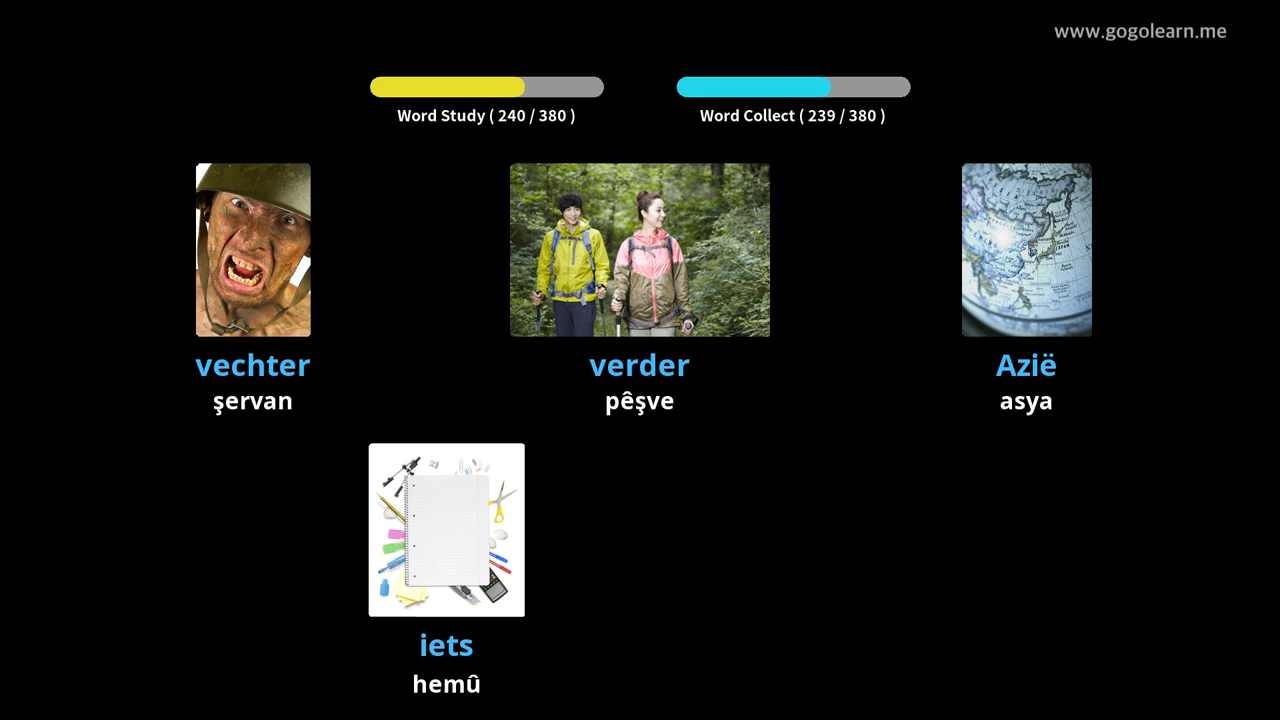 www.gogolearn.me
Word Study ( 240 / 380 )
Word Collect ( 239 / 380 )
vechter
şervan
verder
pêşve
Azië
asya
iets
hemû